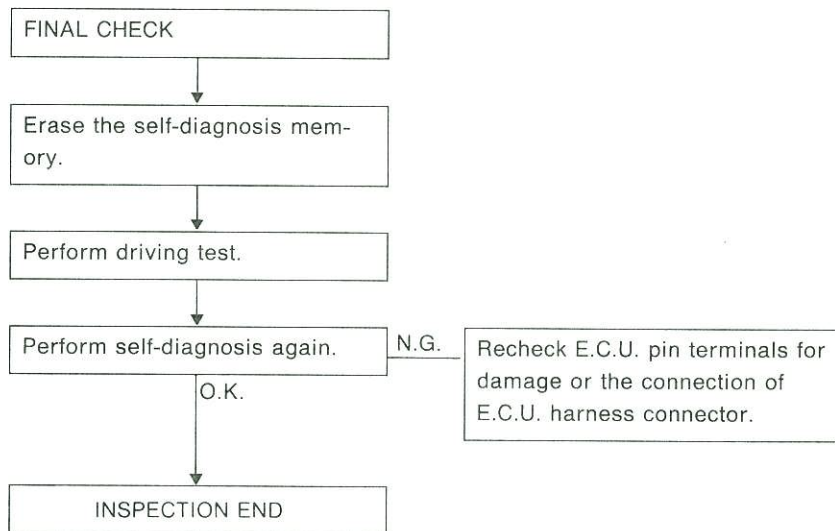 FINAL CHECK
Erase the self-diagnosis mem-
ory.
Perform driving test.
Perform self-diagnosis again.
N.G.
Recheck E.C.U. pin terminals for
damage or the connection of
E.C.U. harness connector.
O.K.
INSPECTION END